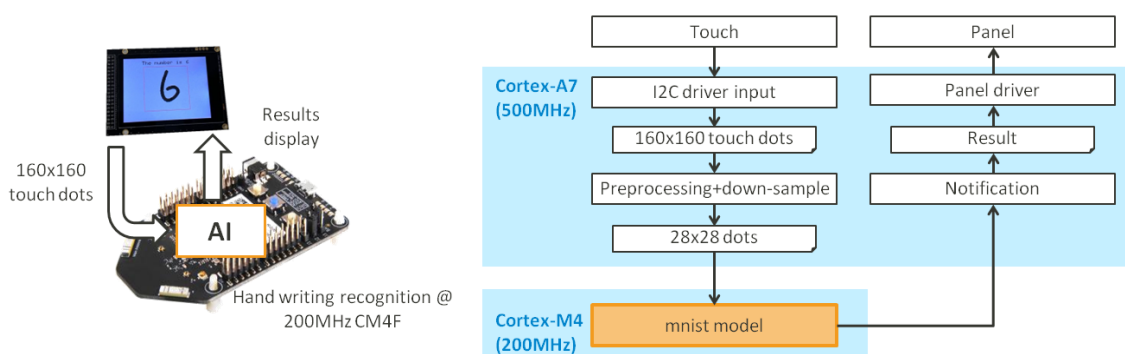 The number is 6
6
Results
display
160x160
touch dots
AI
Hand writing recognition @
200MHz CM4F
Touch
Panel
Cortex-A7
(500MHz)
I2C driver input
Panel driver
160x160 touch dots
Result
Preprocessing+down-sample
Notification
28x28 dots
Cortex-M4
(200MHz)
mnist model